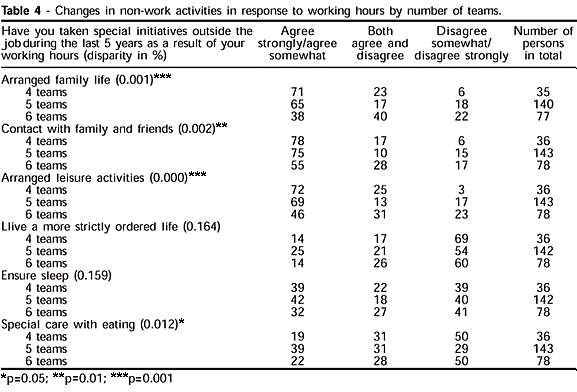 Table 4 - Changes in non-work activities in response to working hours by number of teams.
Have you taken special initiatives outside the job during the last 5 years as a result of your working hours (disparity in %) Agree strongly/agree somewhat Both agree and disagree Disagree somewhat/ disagree strongly Number of persons in total
Arranged family life (0.001)***
4 teams 71 23 6 35
5 teams 65 17 18 140
6 teams 38 40 22 77
Contact with family and friends (0.002)**
4 teams 78 17 6 36
5 teams 75 10 15 143
6 teams 55 28 17 78
Arranged leisure activities (0.000)***
4 teams 72 25 3 36
5 teams 69 13 17 143
6 teams 46 31 23 78
Llive a more strictly ordered life (0.164)
4 teams 14 17 69 36
5 teams 25 21 54 142
6 teams 14 26 60 78
Ensure sleep (0.159)
4 teams 39 22 39 36
5 teams 42 18 40 142
6 teams 32 27 41 78
Special care with eating (0.012)*
4 teams 19 31 50 36
5 teams 39 31 29 143
6 teams 22 28 50 78
*p=0.05; **p=0.01; ***p=0.001